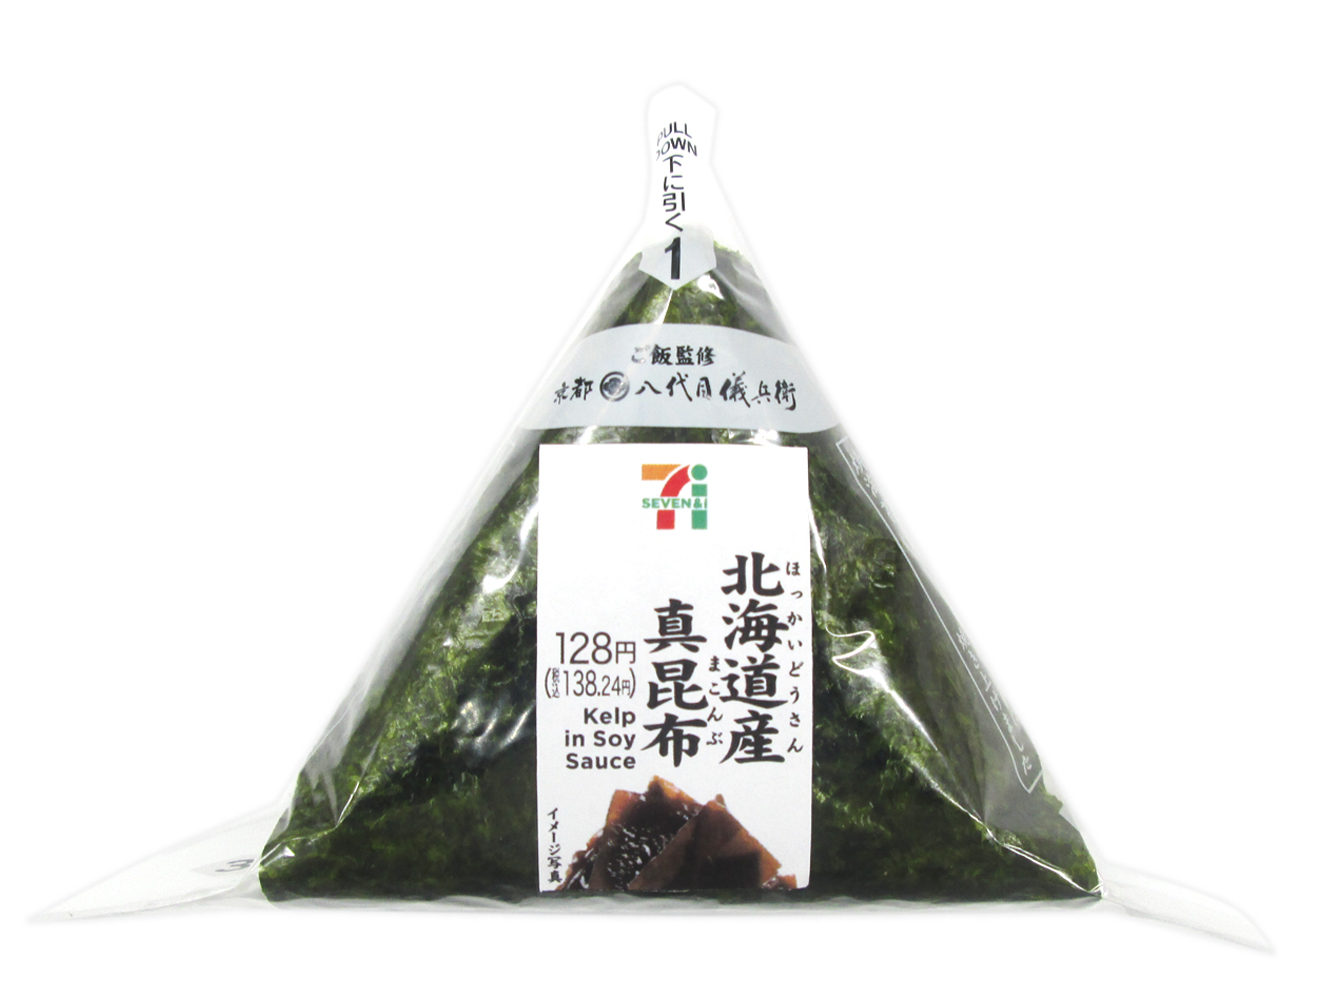 PULL
DOWN
下に引く
1
ご飯監修
京都 八代目儀兵衛
SEVEN&i
ほっかいどうさん
北海道産
真昆布
まこんぶ
128円
(税込138.24円)
Kelp
in Soy
Sauce
イメージ写真
3